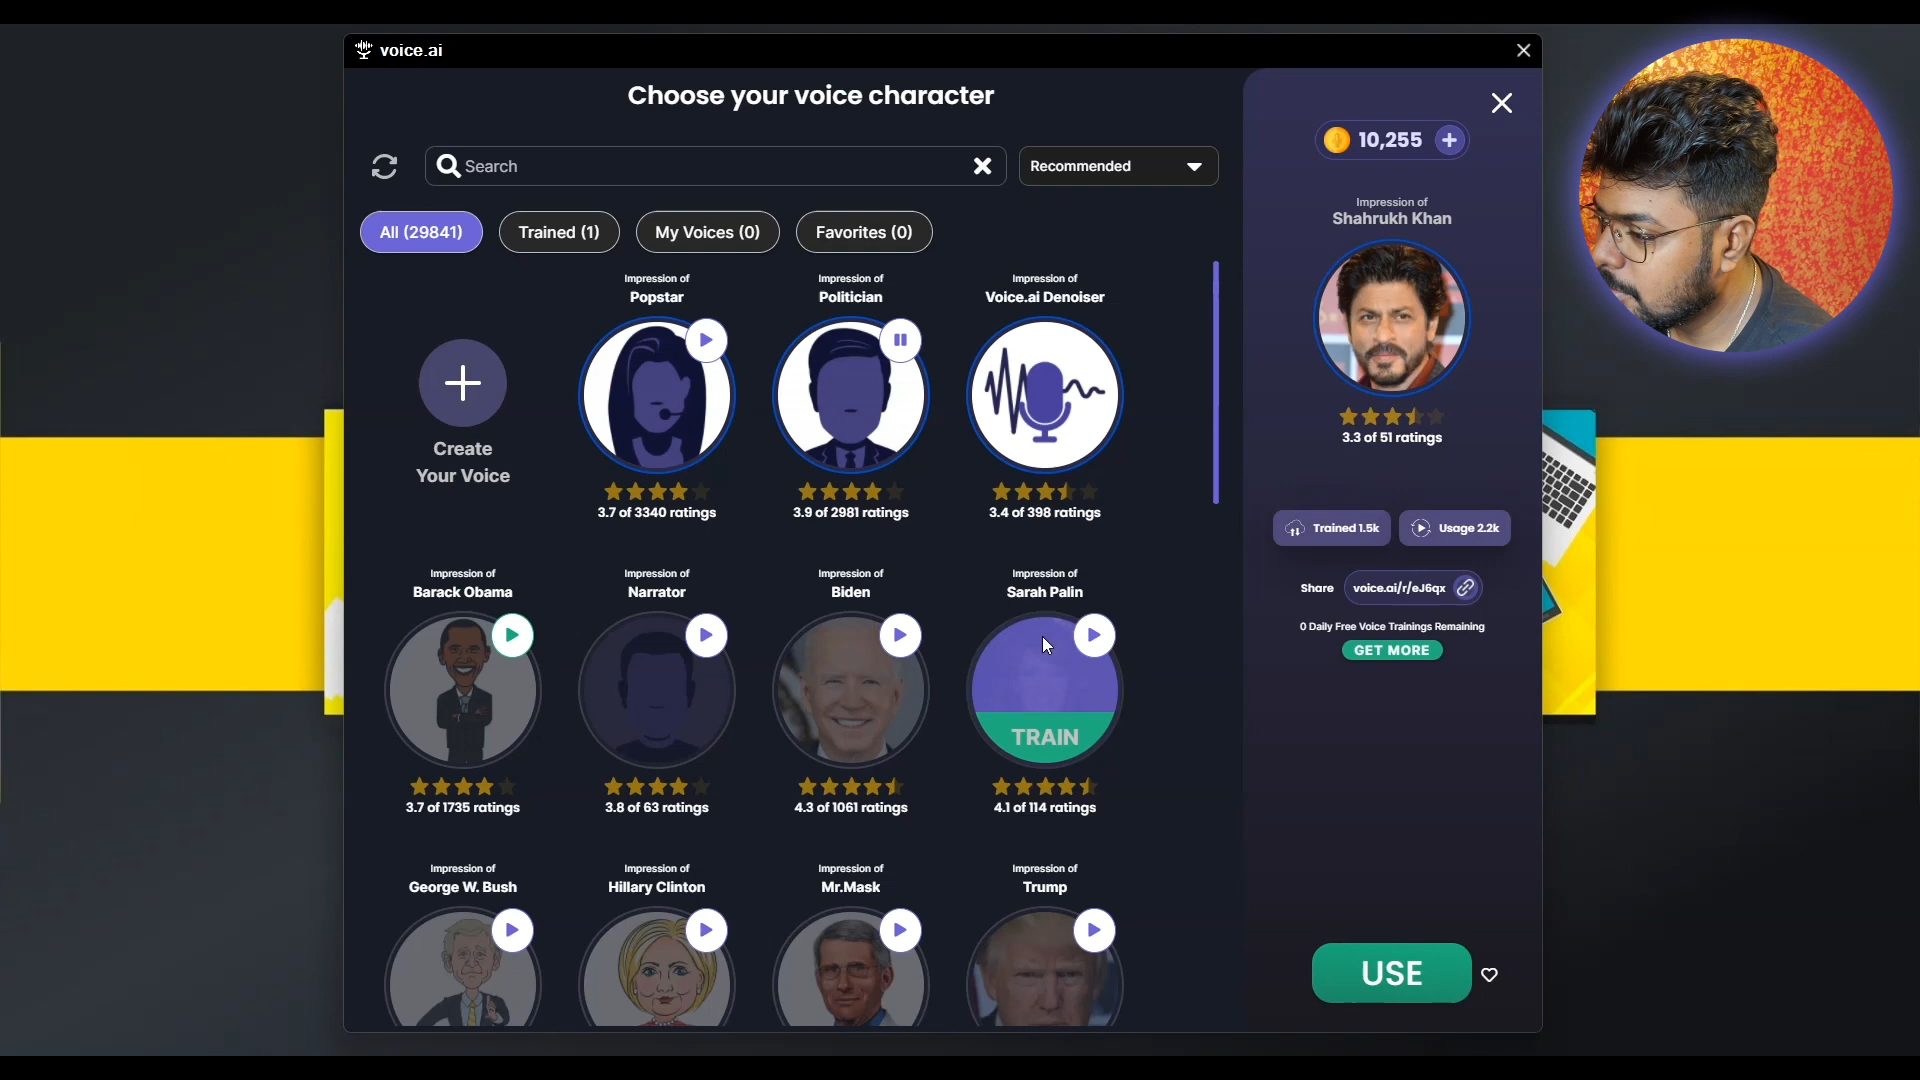 voice.ai
Choose your voice character
Search
Recommended
All (29841)
Trained (1)
My Voices (0)
Favorites (0)
Create
Your Voice
Impression of
Popstar
3.7 of 3340 ratings
Impression of
Politician
3.9 of 2981 ratings
Impression of
Voice.ai Denoiser
3.4 of 398 ratings
Impression of
Barack Obama
3.7 of 1735 ratings
Impression of
Narrator
3.8 of 63 ratings
Impression of
Biden
4.3 of 1061 ratings
Impression of
Sarah Palin
TRAIN
4.1 of 114 ratings
Impression of
George W. Bush
Impression of
Hillary Clinton
Impression of
Mr.Mask
Impression of
Trump
10,255
Impression of
Shahrukh Khan
3.3 of 51 ratings
Trained 1.5k
Usage 2.2k
Share
voice.ai/r/eJ6qx
0 Daily Free Voice Trainings Remaining
GET MORE
USE